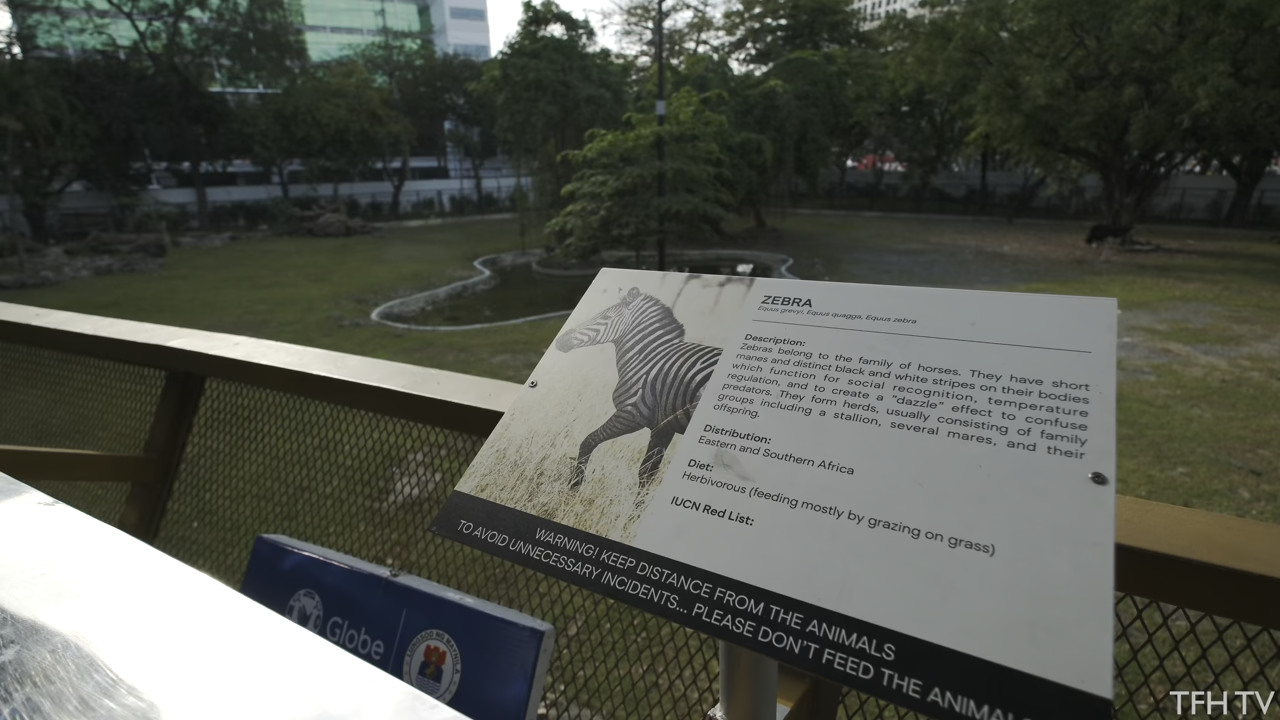 ZEBRA
Equus grevyi, Equus quagga, Equus zebra
Description:
Zebras belong to the family of horses. They have short
manes and distinct black and white stripes on their bodies
which function for social recognition, temperature
regulation, and to create a "dazzle" effect to confuse
predators. They form herds, usually consisting of family
groups including a stallion, several mares, and their
offspring.
Distribution:
Eastern and Southern Africa
Diet:
Herbivorous (feeding mostly by grazing on grass)
IUCN Red List:
WARNING! KEEP DISTANCE FROM THE ANIMALS
TO AVOID UNNECESSARY INCIDENTS... PLEASE DON'T FEED THE ANIMALS
Globe
LUNGSOD NG MAYNILA
TFH TV